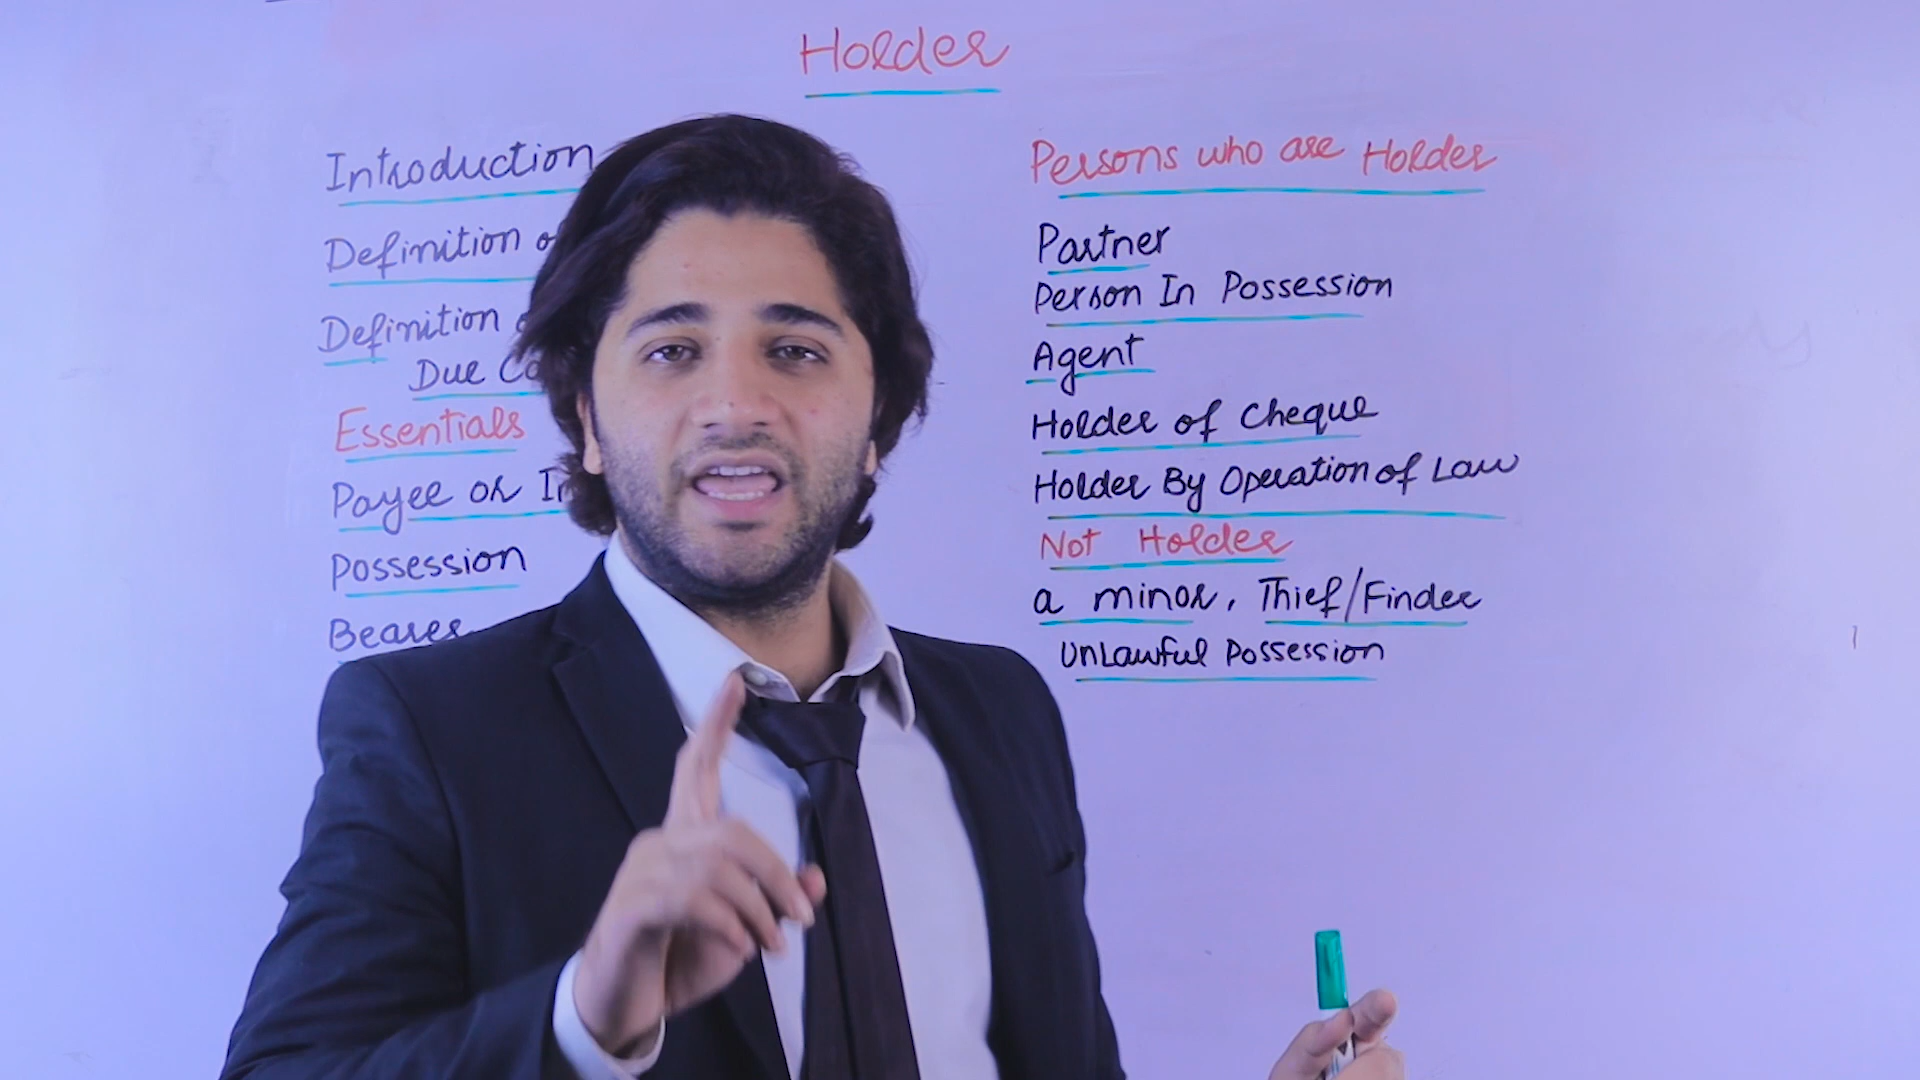 Holder
Introduction
Definition
Definition
Due
Essentials
Payee or
Possession
Bearer
Persons who are Holder
Partner
Person In Possession
Agent
Holder of Cheque
Holder By Operation of Law
Not Holder
a minor, Thief/Finder
UnLawful Possession